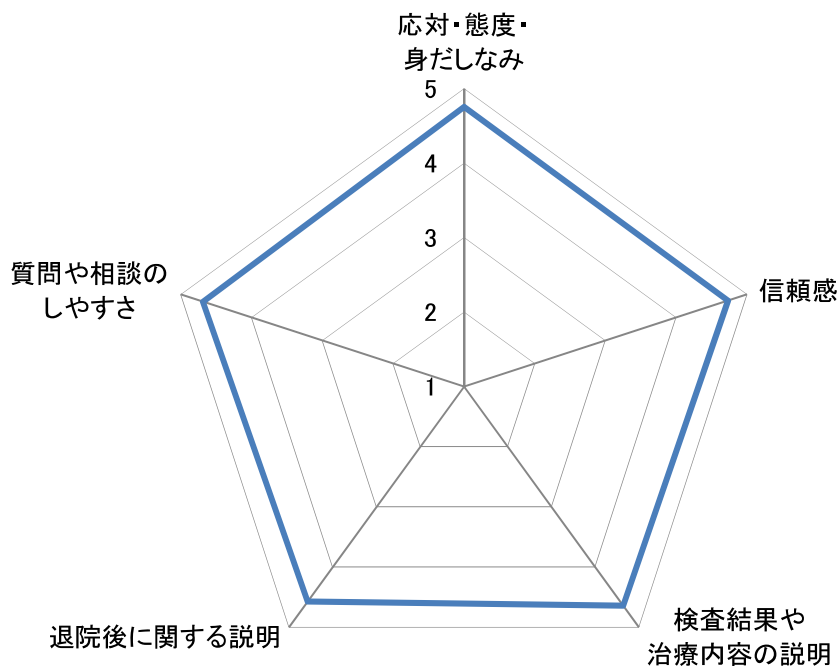 応対・態度・
身だしなみ
5
4
3
2
1
信頼感
検査結果や
治療内容の説明
退院後に関する説明
質問や相談の
しやすさ